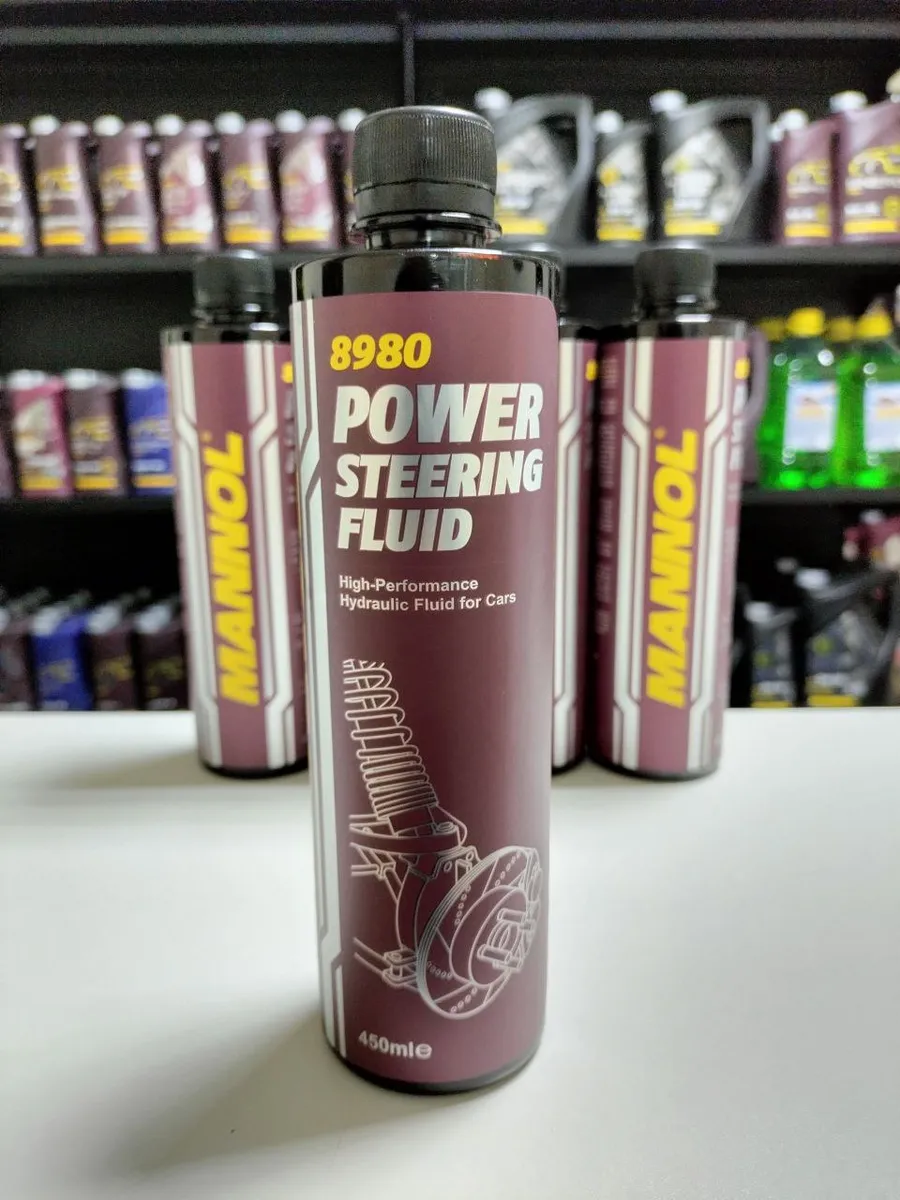 8980
POWER
STEERING
FLUID
High-Performance
Hydraulic Fluid for Cars
450ml℮
MANNOL
MANNOL